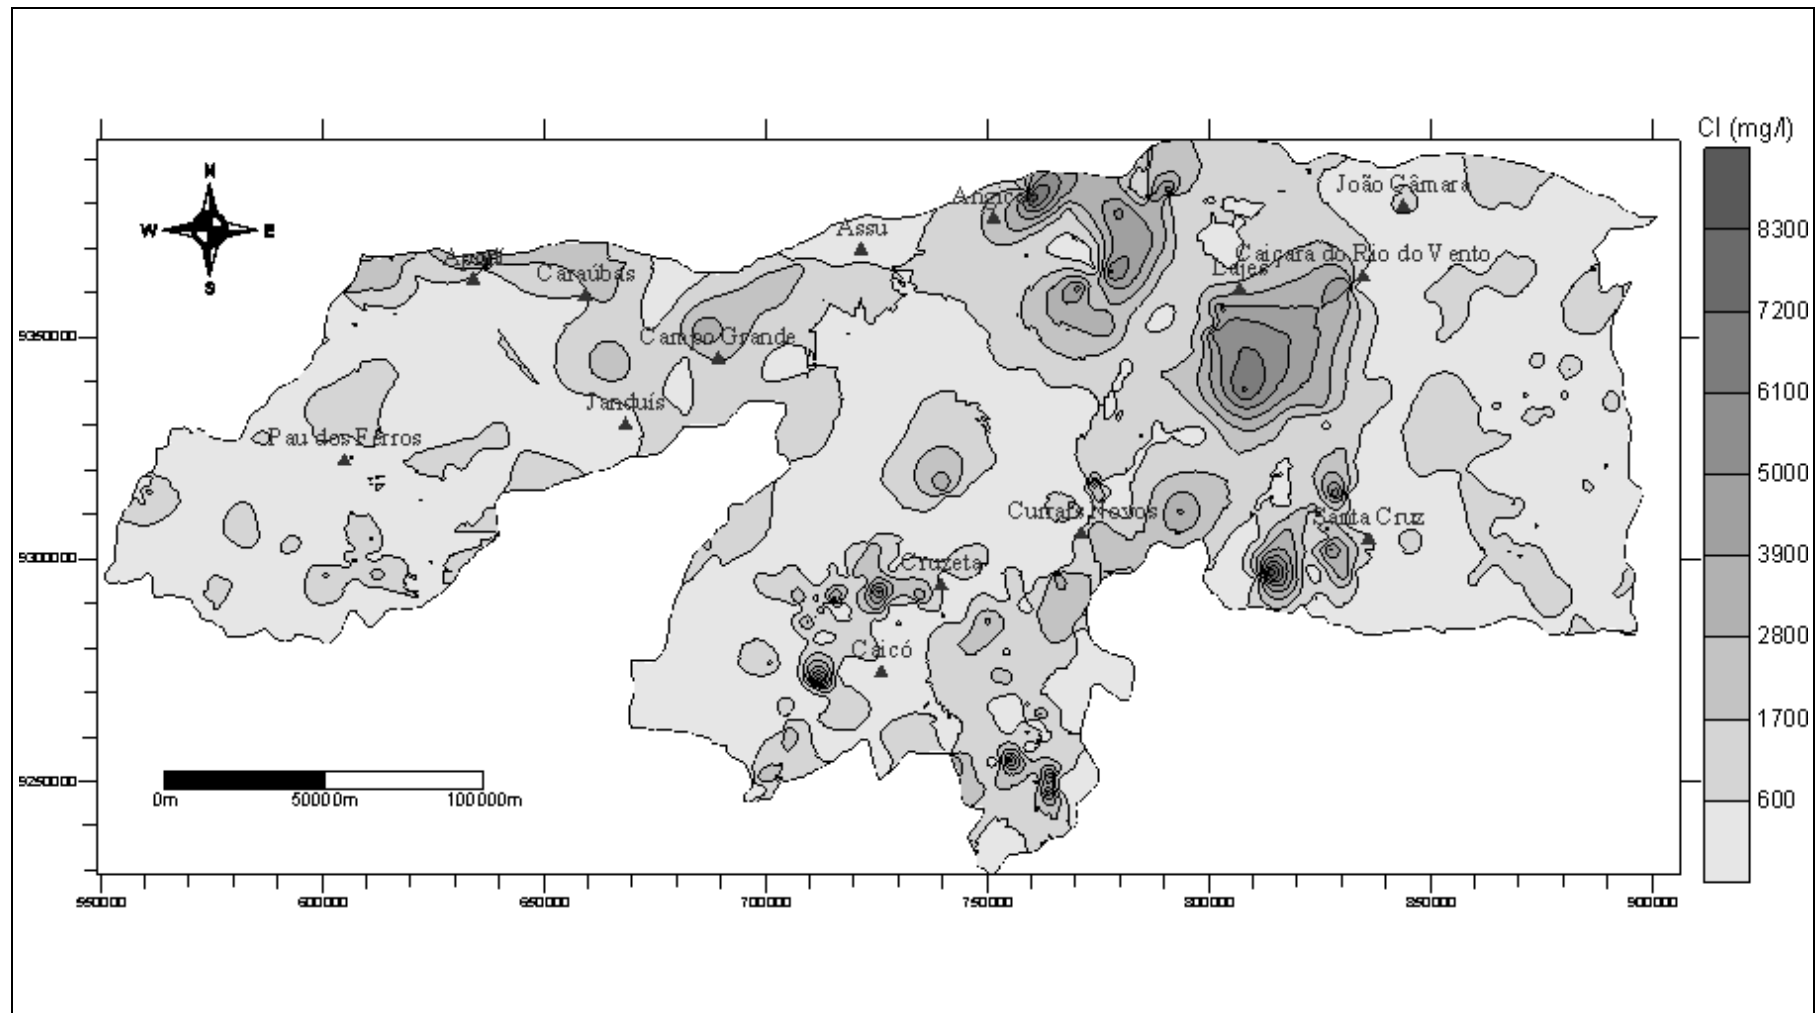 Cl (mg/l)
N
W
E
S
João Câmara
Assu
Caraúbas
Caiçara do Rio do Vento
Lajes
8300
7200
9350000
Campo Grande
6100
Janduís
Pau dos Ferros
5000
Currais Novos
Santa Cruz
3900
9300000
Cruzeta
2800
Caicó
1700
9250000
0m
50000m
100000m
600
550000
600000
650000
700000
750000
800000
850000
900000